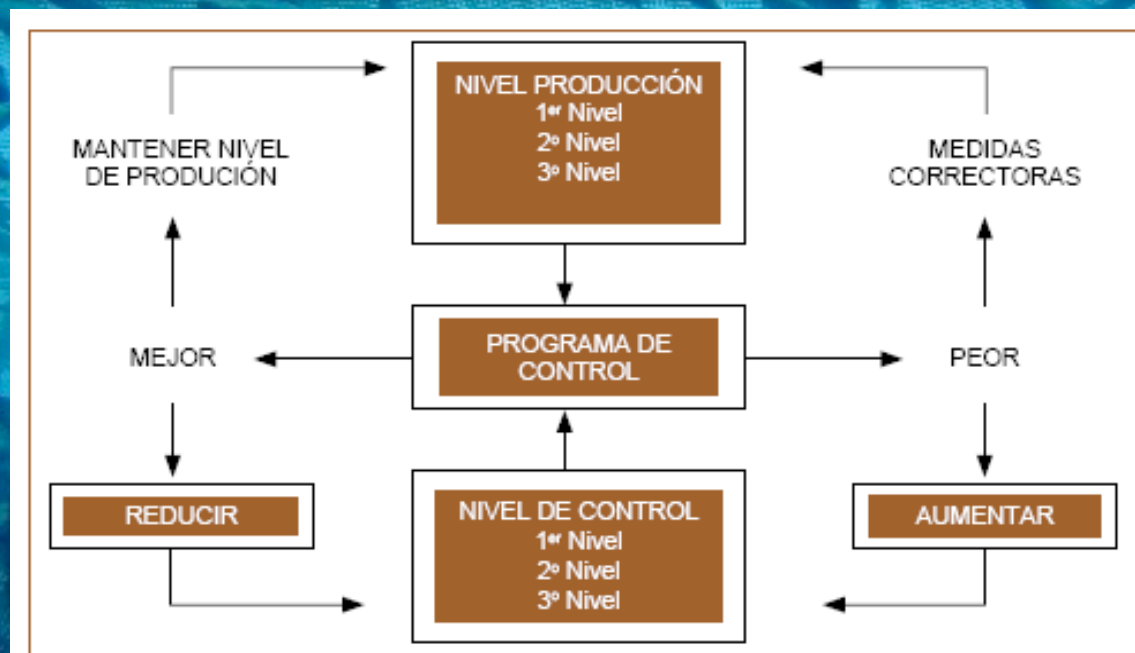 NIVEL PRODUCCIÓN
1er Nivel
2º Nivel
3º Nivel
MANTENER NIVEL
DE PRODUCIÓN
MEDIDAS
CORRECTORAS
MEJOR
PROGRAMA DE
CONTROL
PEOR
REDUCIR
NIVEL DE CONTROL
1er Nivel
2º Nivel
3º Nivel
AUMENTAR